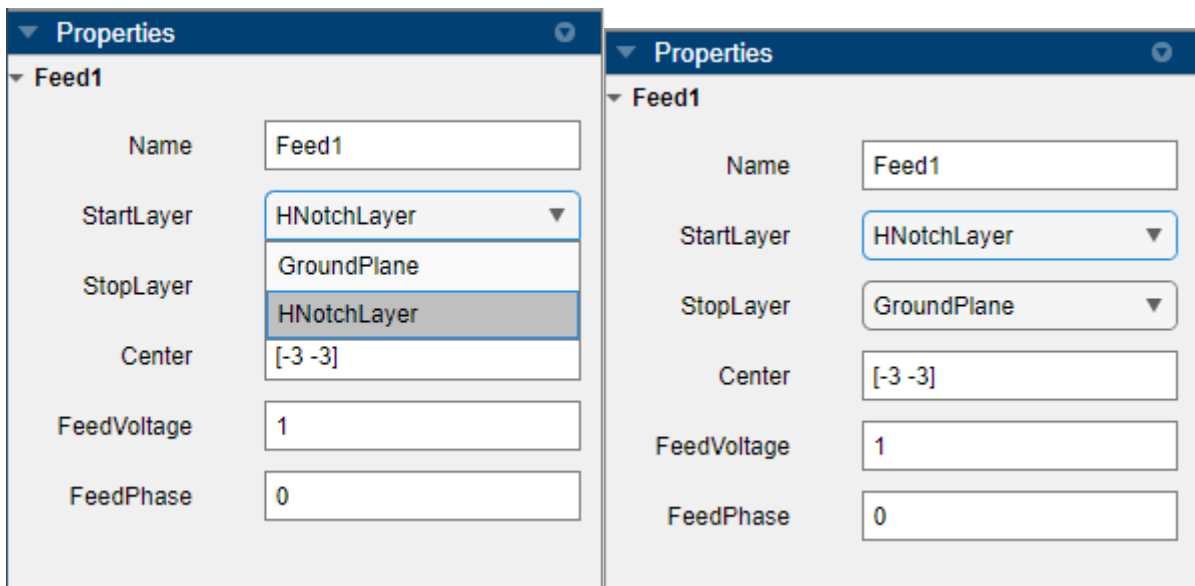 Properties
Feed1
Name Feed1
StartLayer HNotchLayer
GroundPlane
StopLayer
HNotchLayer
Center [-3 -3]
FeedVoltage 1
FeedPhase 0
Properties
Feed1
Name Feed1
StartLayer HNotchLayer
StopLayer GroundPlane
Center [-3 -3]
FeedVoltage 1
FeedPhase 0